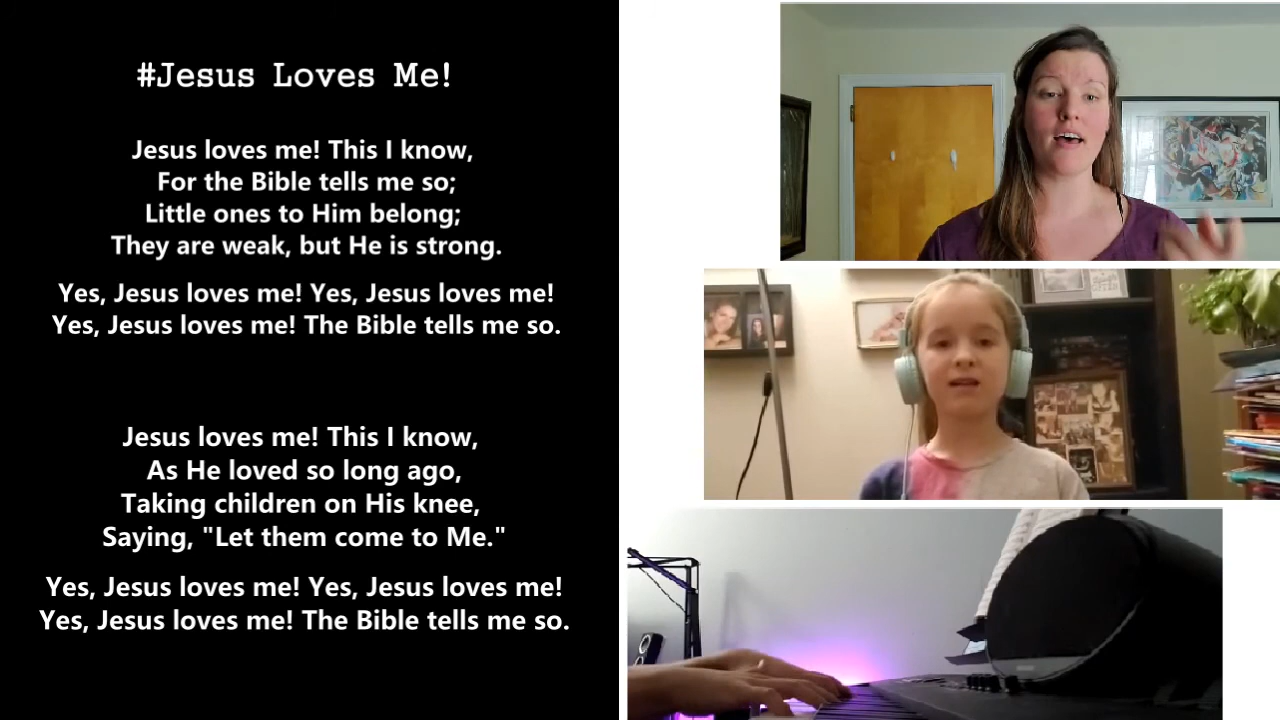 #Jesus Loves Me!
Jesus loves me! This I know,
For the Bible tells me so;
Little ones to Him belong;
They are weak, but He is strong.
Yes, Jesus loves me! Yes, Jesus loves me!
Yes, Jesus loves me! The Bible tells me so.
Jesus loves me! This I know,
As He loved so long ago,
Taking children on His knee,
Saying, "Let them come to Me."
Yes, Jesus loves me! Yes, Jesus loves me!
Yes, Jesus loves me! The Bible tells me so.